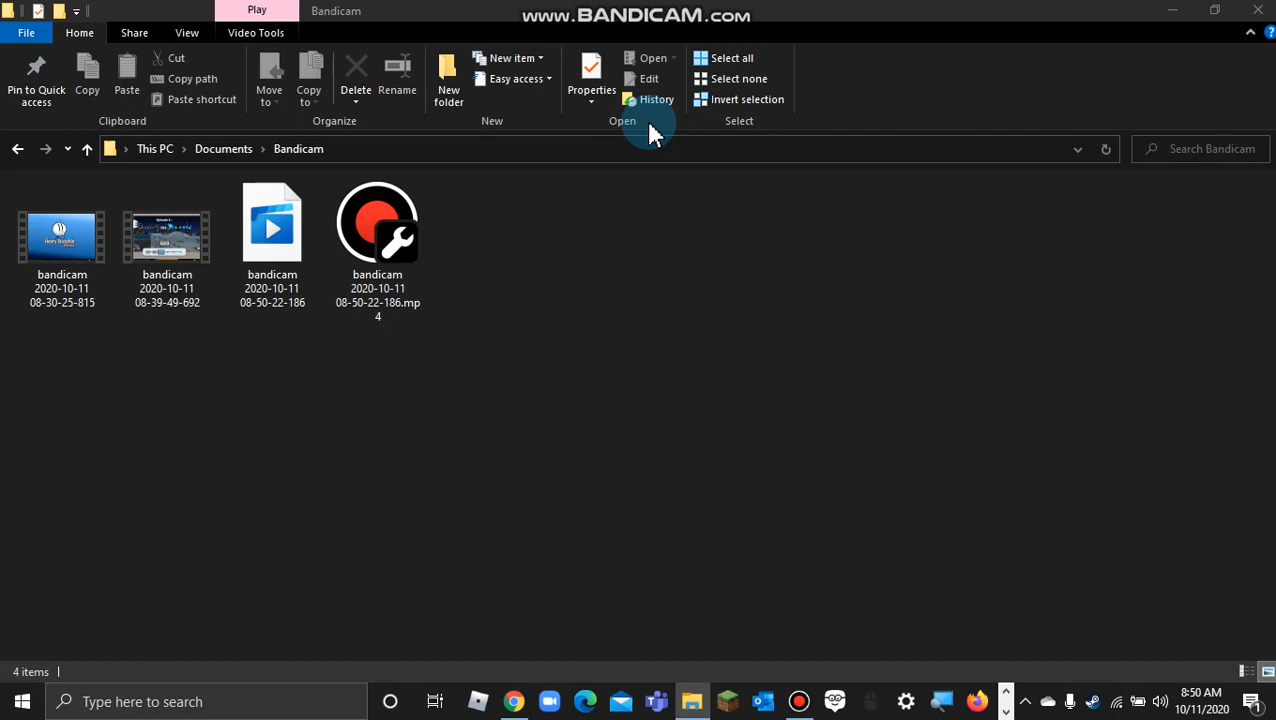 Play
Bandicam
www.BANDICAM.com
File
Home
Share
View
Video Tools
Pin to Quick
access
Copy
Paste
Cut
Copy path
Paste shortcut
Clipboard
Move
to
Copy
to
Delete
Rename
Organize
New
folder
New item
Easy access
New
Properties
Open
Edit
History
Open
Select all
Select none
Invert selection
Select
This PC > Documents > Bandicam
Search Bandicam
bandicam
2020-10-11
08-30-25-815
bandicam
2020-10-11
08-39-49-692
bandicam
2020-10-11
08-50-22-186
bandicam
2020-10-11
08-50-22-186.mp
4
4 items
Type here to search
8:50 AM
10/11/2020